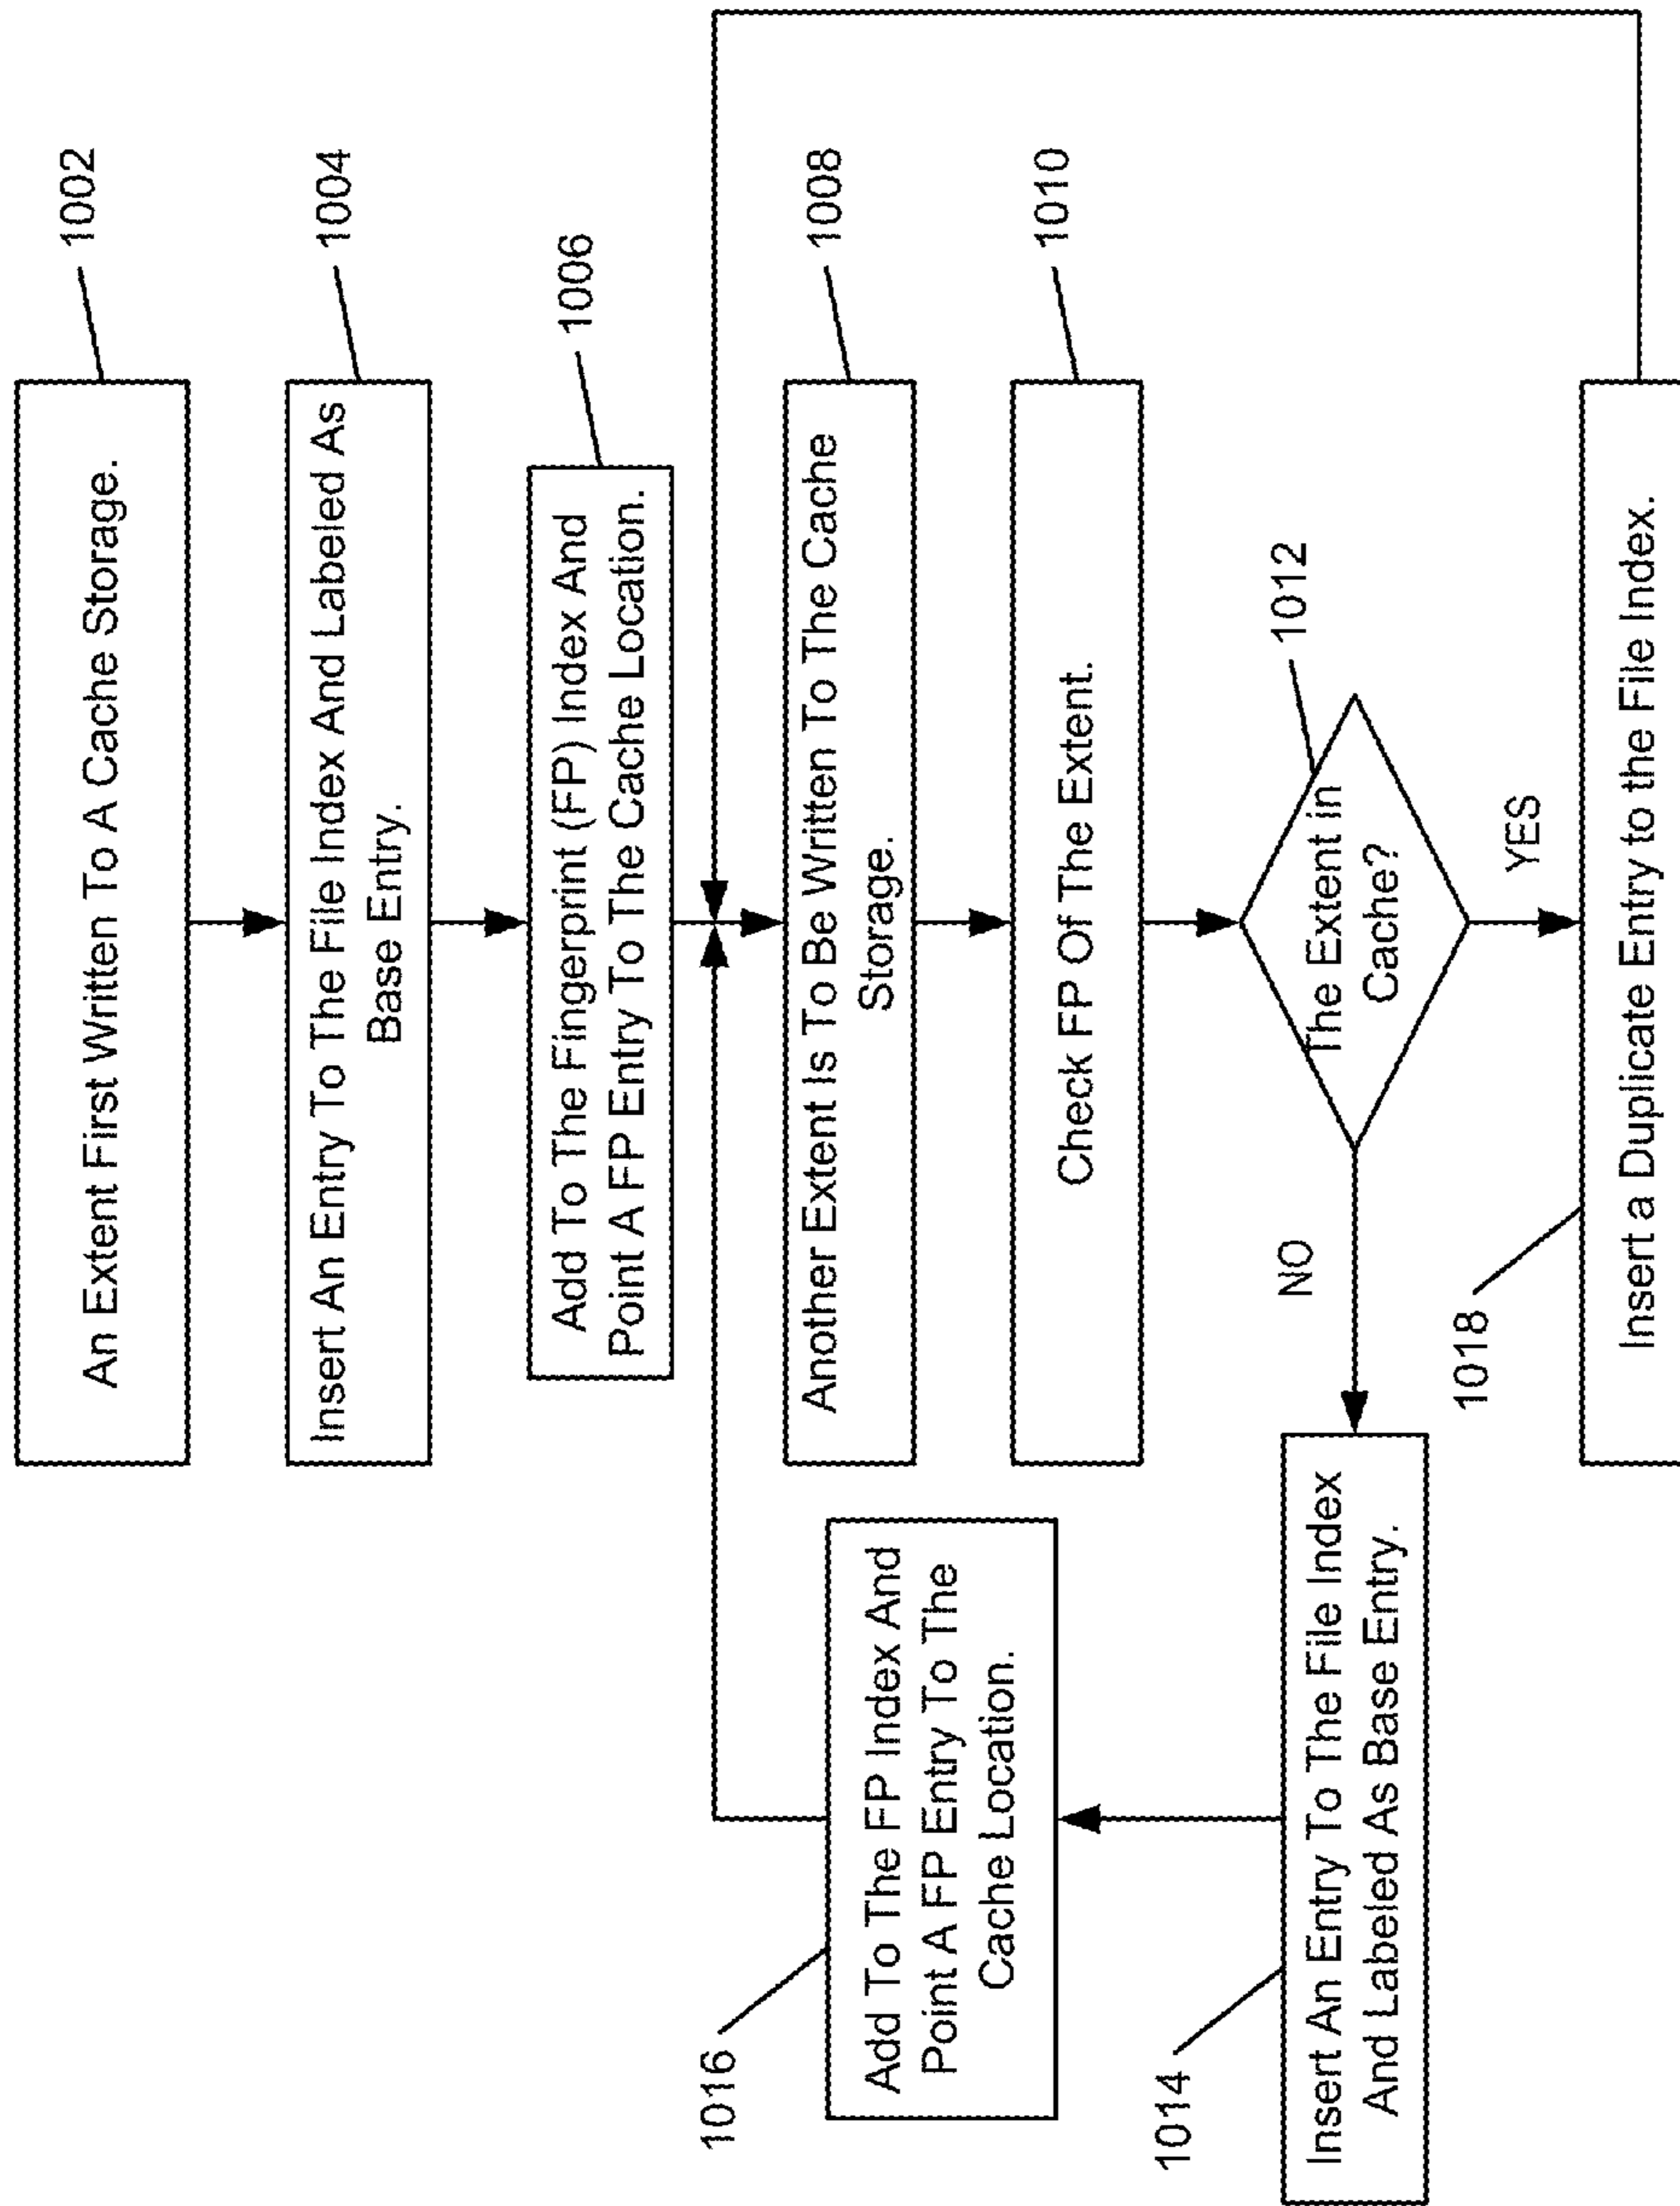 An Extent First Written To A Cache Storage.
1002
Insert An Entry To The File Index And Labeled As
Base Entry.
1004
Add To The Fingerprint (FP) Index And
Point A FP Entry To The Cache Location.
1006
Another Extent Is To Be Written To The Cache
Storage.
1008
Check FP Of The Extent.
1010
The Extent in
Cache?
1012
NO
YES
Insert An Entry To The File Index
And Labeled As Base Entry.
1014
Add To The FP Index And
Point A FP Entry To The
Cache Location.
1016
Insert a Duplicate Entry to the File Index.
1018